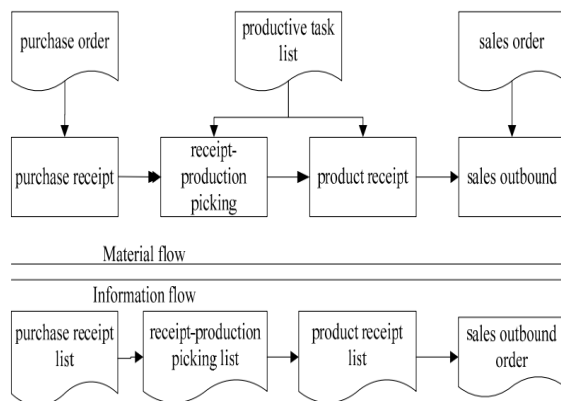 purchase order
productive task
list
sales order
purchase receipt
receipt-
production
picking
product receipt
sales outbound
Material flow
Information flow
purchase receipt
list
receipt-production
picking list
product receipt
list
sales outbound
order